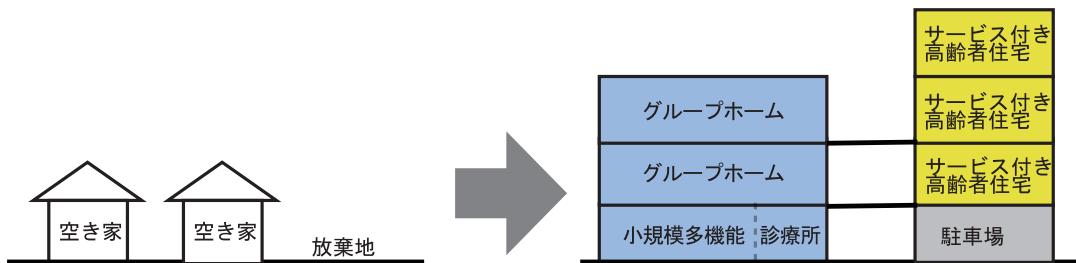 空き家
空き家
放棄地
グループホーム
グループホーム
小規模多機能
診療所
サービス付き
高齢者住宅
サービス付き
高齢者住宅
サービス付き
高齢者住宅
駐車場